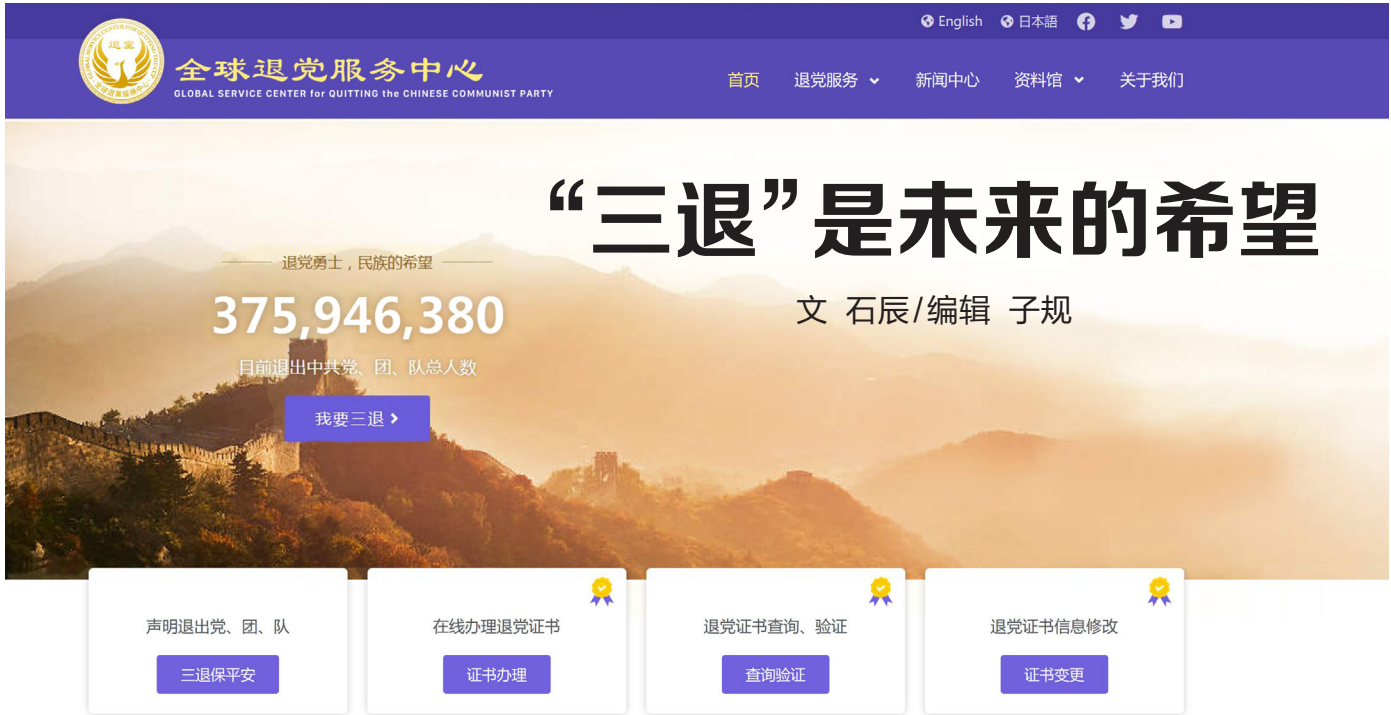 English 日本語
退党
全球退党服务中心
GLOBAL SERVICE CENTER for QUITTING the CHINESE COMMUNIST PARTY
首页 退党服务 新闻中心 资料馆 关于我们
“三退”是未来的希望
文 石辰/编辑 子规
退党勇士，民族的希望
375,946,380
目前退出中共党、团、队总人数
我要三退
声明退出党、团、队 在线办理退党证书 退党证书查询、验证 退党证书信息修改
三退保平安 证书办理 查询验证 证书变更